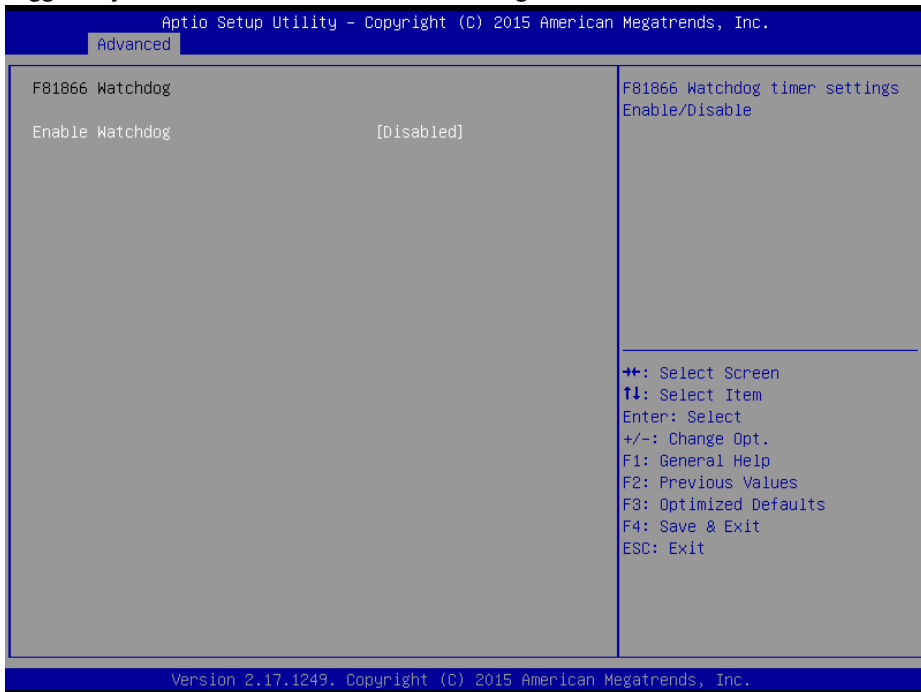 Aptio Setup Utility – Copyright (C) 2015 American Megatrends, Inc.
Advanced
F81866 Watchdog
Enable Watchdog [Disabled]
F81866 Watchdog timer settings
Enable/Disable
→←: Select Screen
↑↓: Select Item
Enter: Select
+/-: Change Opt.
F1: General Help
F2: Previous Values
F3: Optimized Defaults
F4: Save & Exit
ESC: Exit
Version 2.17.1249. Copyright (C) 2015 American Megatrends, Inc.